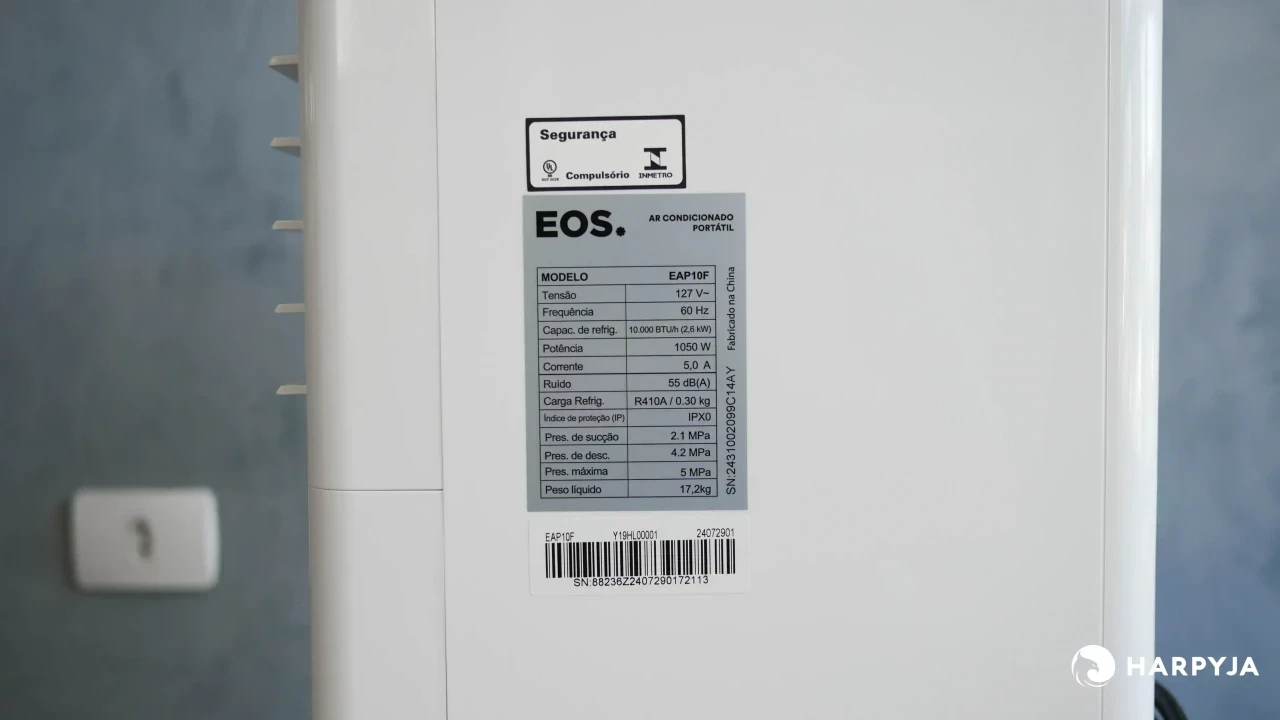 Segurança
Compulsório
INMETRO
EOS.
AR CONDICIONADO
PORTÁTIL
MODELO EAP10F
Tensão 127 V~
Frequência 60 Hz
Capac. de refrig. 10.000 BTU/h (2,6 kW)
Potência 1050 W
Corrente 5,0 A
Ruído 55 dB(A)
Carga Refrig. R410A / 0.30 kg
Índice de proteção (IP) IPX0
Pres. de sucção 2.1 MPa
Pres. de desc. 4.2 MPa
Pres. máxima 5 MPa
Peso líquido 17,2kg
SN:2431002099C14AY Fabricado na China
EAP10F Y19HL00001 24072901
SN:88236Z2407290172113
HARPYJA